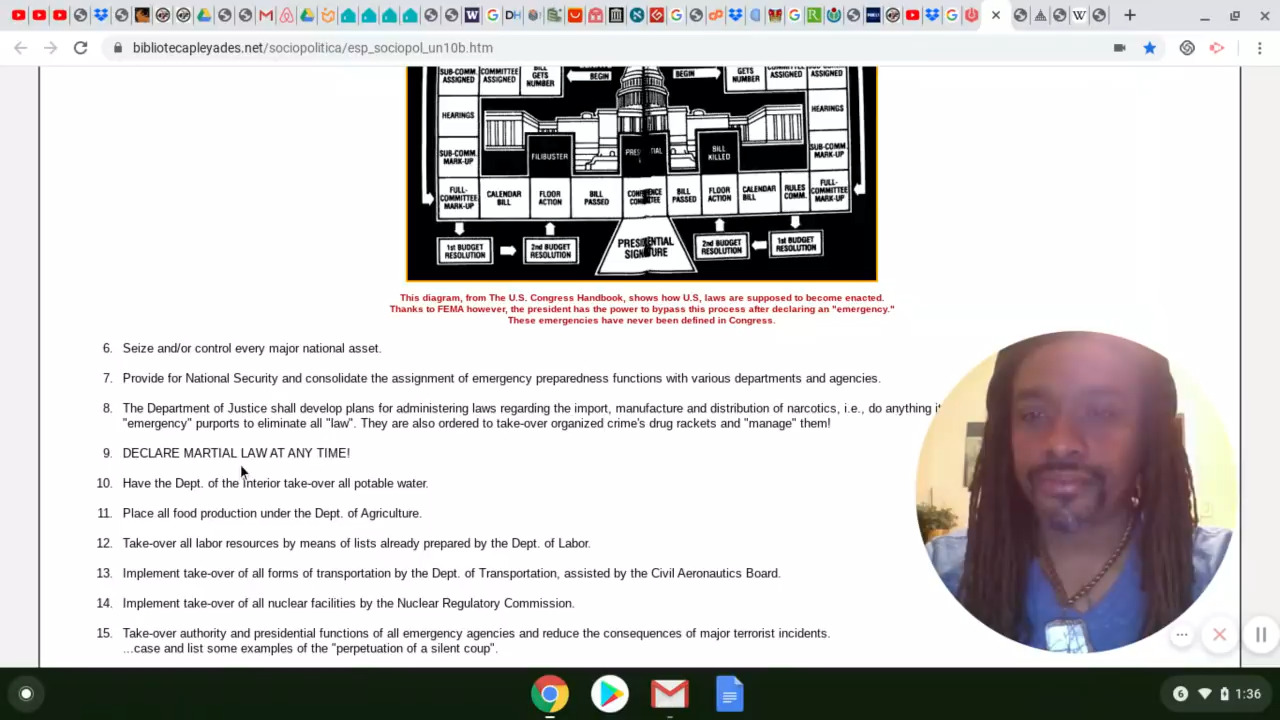 bibliotecapleyades.net/sociopolitica/esp_sociopol_un10b.htm
SUB-COMM. ASSIGNED
COMMITTEE ASSIGNED
BILL GETS NUMBER
BEGIN
BEGIN
GETS NUMBER
COMMITTEE ASSIGNED
SUB-COMM. ASSIGNED
HEARINGS
HEARINGS
SUB-COMM. MARK-UP
FILIBUSTER
BILL KILLED
SUB-COMM. MARK-UP
FULL-COMMITTEE MARK-UP
CALENDAR BILL
FLOOR ACTION
BILL PASSED
CONFERENCE COMMITTEE
BILL PASSED
FLOOR ACTION
CALENDAR BILL
RULES COMM.
FULL-COMMITTEE MARK-UP
1st BUDGET RESOLUTION
2nd BUDGET RESOLUTION
PRESIDENTIAL SIGNATURE
2nd BUDGET RESOLUTION
1st BUDGET RESOLUTION
This diagram, from The U.S. Congress Handbook, shows how U.S, laws are supposed to become enacted.
Thanks to FEMA however, the president has the power to bypass this process after declaring an "emergency."
These emergencies have never been defined in Congress.
6. Seize and/or control every major national asset.
7. Provide for National Security and consolidate the assignment of emergency preparedness functions with various departments and agencies.
8. The Department of Justice shall develop plans for administering laws regarding the import, manufacture and distribution of narcotics, i.e., do anything
"emergency" purports to eliminate all "law". They are also ordered to take-over organized crime's drug rackets and "manage" them!
9. DECLARE MARTIAL LAW AT ANY TIME!
10. Have the Dept. of the Interior take-over all potable water.
11. Place all food production under the Dept. of Agriculture.
12. Take-over all labor resources by means of lists already prepared by the Dept. of Labor.
13. Implement take-over of all forms of transportation by the Dept. of Transportation, assisted by the Civil Aeronautics Board.
14. Implement take-over of all nuclear facilities by the Nuclear Regulatory Commission.
15. Take-over authority and presidential functions of all emergency agencies and reduce the consequences of major terrorist incidents.
...case and list some examples of the "perpetuation of a silent coup".
6
1:36